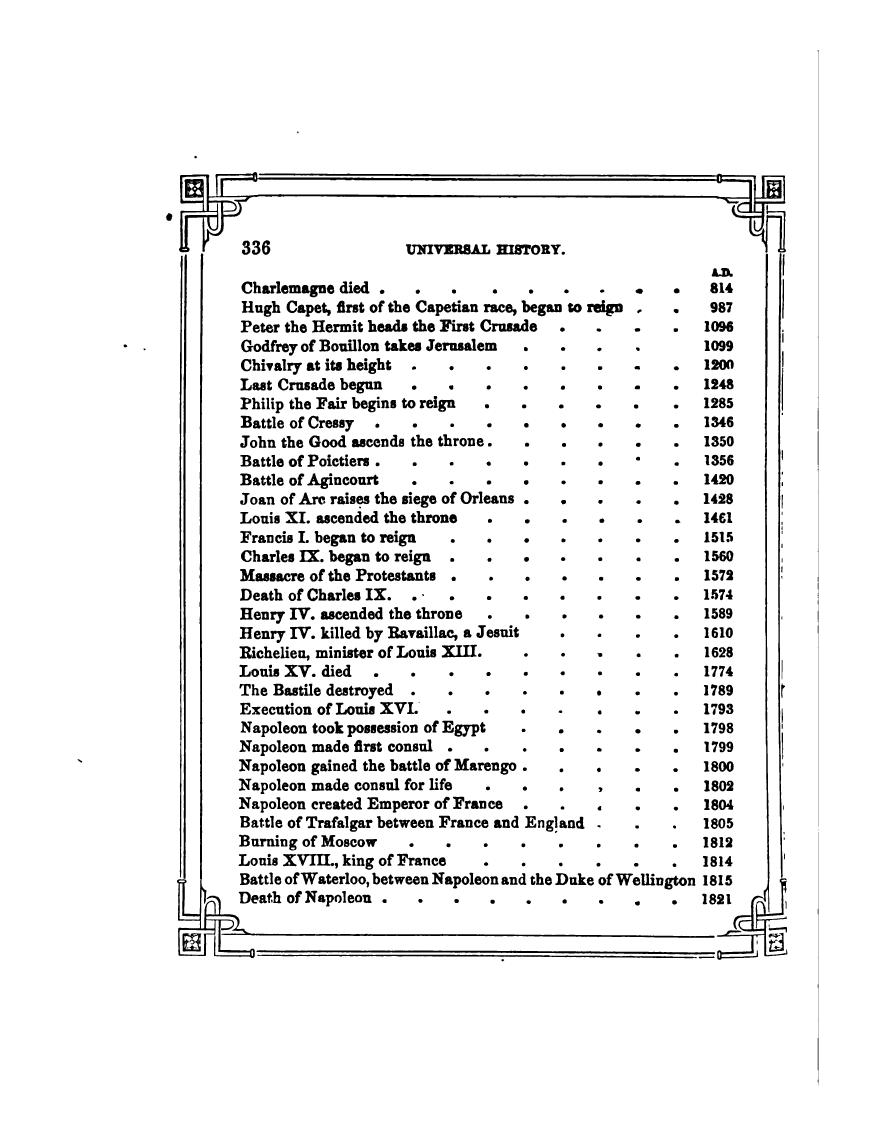 336 UNIVERSAL HISTORY.
A.D.
Charlemagne died . . . . . . . . . 814
Hugh Capet, first of the Capetian race, began to reign . . 987
Peter the Hermit heads the First Crusade . . . . 1096
Godfrey of Bouillon takes Jerusalem . . . . 1099
Chivalry at its height . . . . . . . . 1200
Last Crusade begun . . . . . . . . 1248
Philip the Fair begins to reign . . . . . . 1285
Battle of Cressy . . . . . . . . . 1346
John the Good ascends the throne . . . . . . 1350
Battle of Poictiers . . . . . . . . . 1356
Battle of Agincourt . . . . . . . . 1420
Joan of Arc raises the siege of Orleans . . . . . 1428
Louis XI. ascended the throne . . . . . . 1461
Francis I. began to reign . . . . . . . 1515
Charles IX. began to reign . . . . . . . 1560
Massacre of the Protestants . . . . . . . 1572
Death of Charles IX. . . . . . . . . 1574
Henry IV. ascended the throne . . . . . . 1589
Henry IV. killed by Ravaillac, a Jesuit . . . . 1610
Richelieu, minister of Louis XIII. . . . . . 1628
Louis XV. died . . . . . . . . . 1774
The Bastile destroyed . . . . . . . . 1789
Execution of Louis XVI. . . . . . . . 1793
Napoleon took possession of Egypt . . . . . 1798
Napoleon made first consul . . . . . . . 1799
Napoleon gained the battle of Marengo . . . . . 1800
Napoleon made consul for life . . . . . . 1802
Napoleon created Emperor of France . . . . . 1804
Battle of Trafalgar between France and England . . . 1805
Burning of Moscow . . . . . . . . 1812
Louis XVIII., king of France . . . . . . 1814
Battle of Waterloo, between Napoleon and the Duke of Wellington 1815
Death of Napoleon . . . . . . . . . 1821